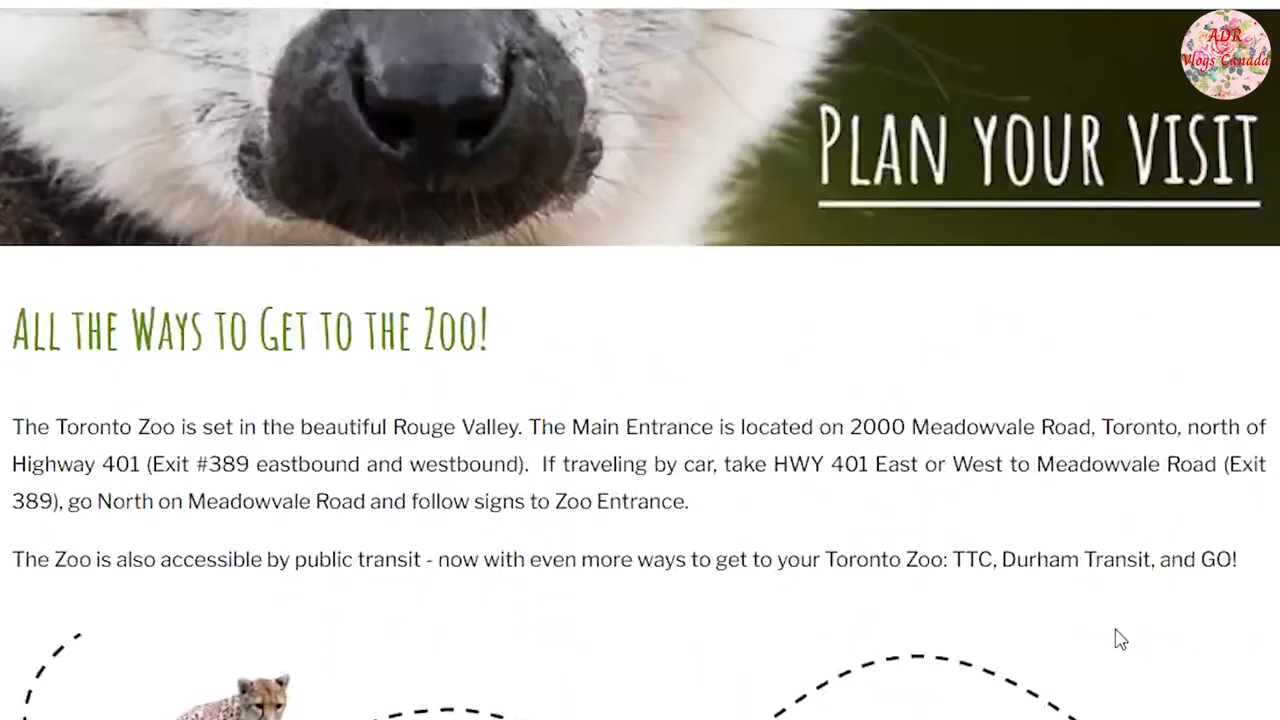 ADR
Vlogs Canada
PLAN YOUR VISIT
ALL THE WAYS TO GET TO THE ZOO!
The Toronto Zoo is set in the beautiful Rouge Valley. The Main Entrance is located on 2000 Meadowvale Road, Toronto, north of
Highway 401 (Exit #389 eastbound and westbound).  If traveling by car, take HWY 401 East or West to Meadowvale Road (Exit
389), go North on Meadowvale Road and follow signs to Zoo Entrance.
The Zoo is also accessible by public transit - now with even more ways to get to your Toronto Zoo: TTC, Durham Transit, and GO!